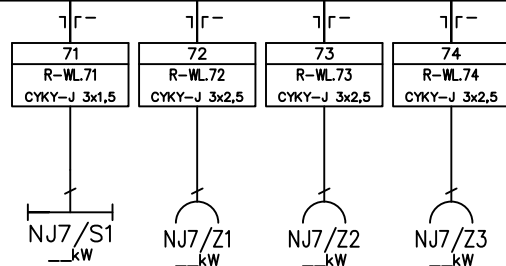 71 72 73 74
R-WL.71 R-WL.72 R-WL.73 R-WL.74
CYKY-J 3x1,5 CYKY-J 3x2,5 CYKY-J 3x2,5 CYKY-J 3x2,5
NJ7/S1 NJ7/Z1 NJ7/Z2 NJ7/Z3
__kW __kW __kW __kW